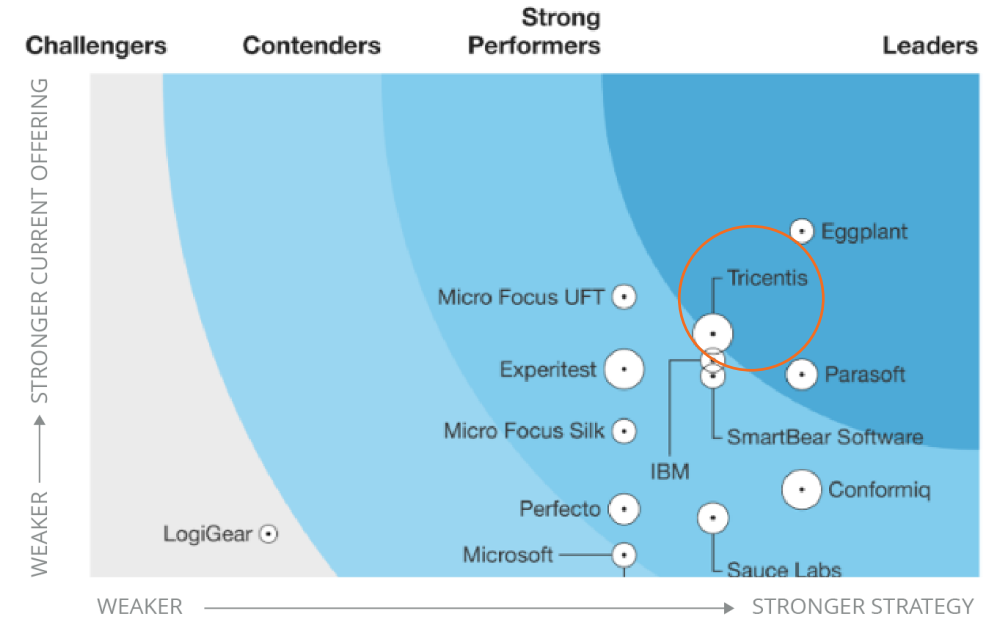 Strong
Challengers Contenders Performers Leaders
STRONGER CURRENT OFFERING
WEAKER
Eggplant
Tricentis
Micro Focus UFT
Experitest
Parasoft
Micro Focus Silk
SmartBear Software
IBM
Conformiq
Perfecto
LogiGear
Microsoft
Sauce Labs
WEAKER STRONGER STRATEGY